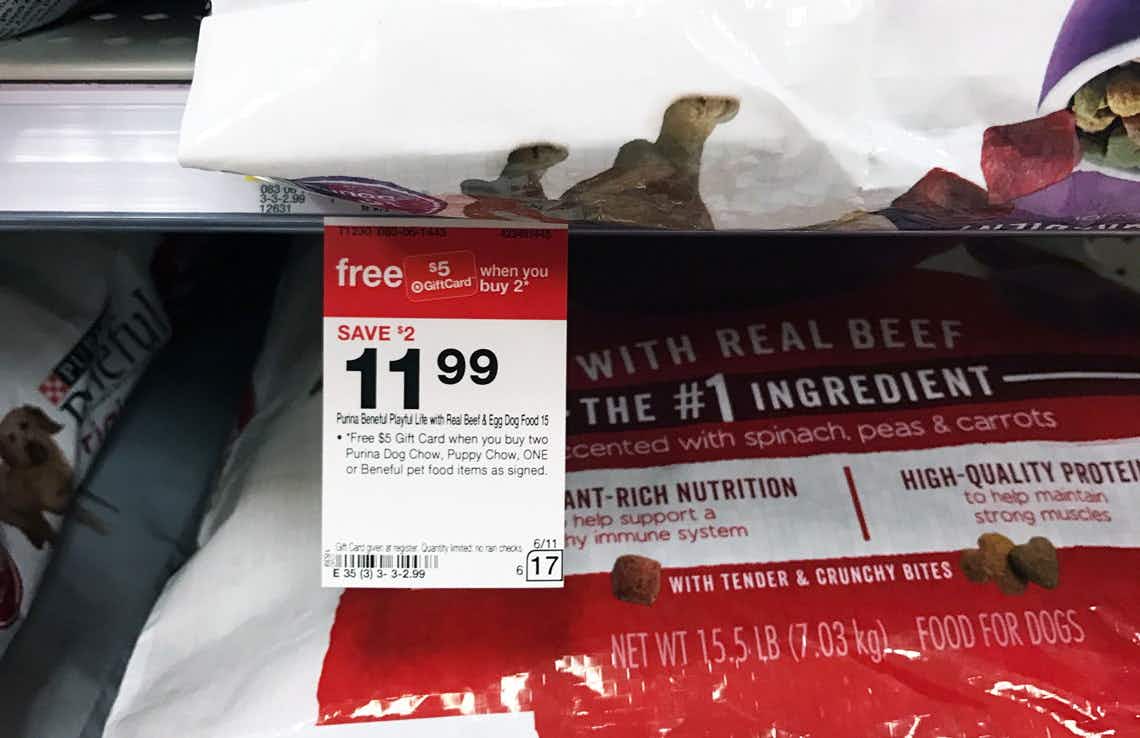 083 06
3-3-2.99
12631
free $5 GiftCard when you buy 2*
SAVE $2
11 99
Purina Beneful Playful Life with Real Beef & Egg Dog Food 15
• *Free $5 Gift Card when you buy two
Purina Dog Chow, Puppy Chow, ONE
or Beneful pet food items as signed.
Gift Card given at register. Quantity limited; no rain checks.
6/11
6 17
E 35 (3) 3- 3-2.99
WITH REAL BEEF
THE #1 INGREDIENT
ccented with spinach, peas & carrots
ANT-RICH NUTRITION
help support a
hy immune system
HIGH-QUALITY PROTEIN
to help maintain
strong muscles
WITH TENDER & CRUNCHY BITES
NET WT 15.5 LB (7.03 kg) FOOD FOR DOGS